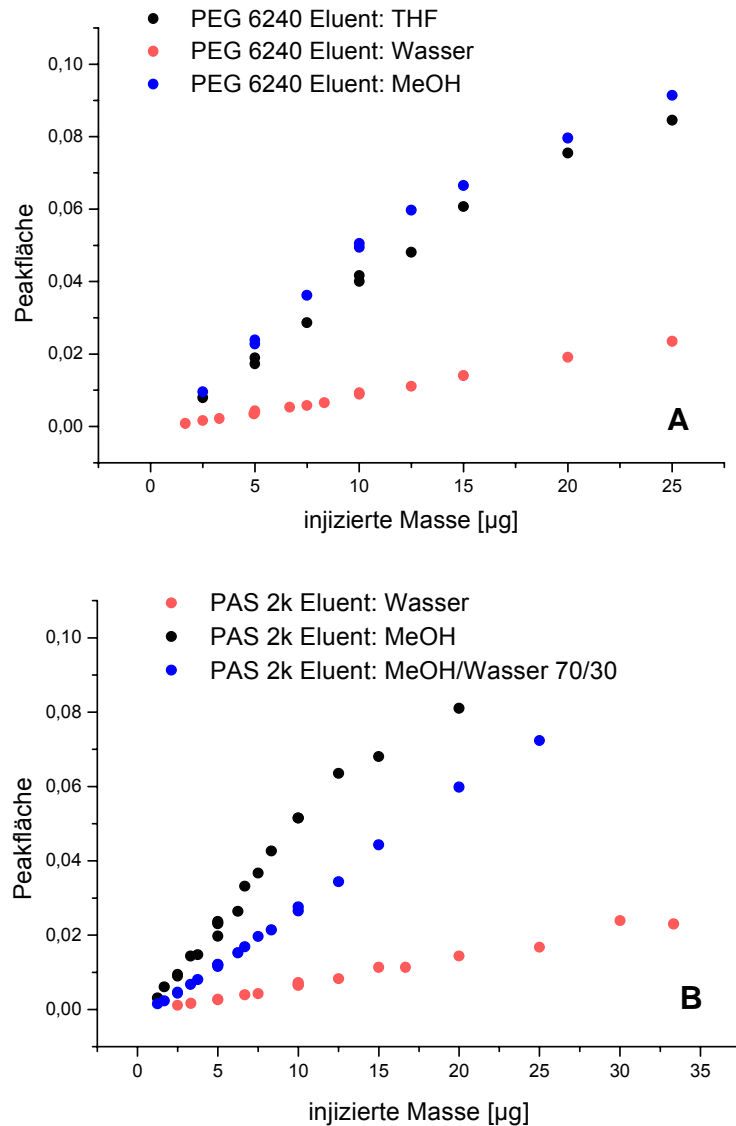 PEG 6240 Eluent: THF
PEG 6240 Eluent: Wasser
PEG 6240 Eluent: MeOH
0,10
0,08
0,06
0,04
0,02
0,00
Peakfläche
A
0 5 10 15 20 25
injizierte Masse [µg]
PAS 2k Eluent: Wasser
PAS 2k Eluent: MeOH
PAS 2k Eluent: MeOH/Wasser 70/30
0,10
0,08
0,06
0,04
0,02
0,00
Peakfläche
B
0 5 10 15 20 25 30 35
injizierte Masse [µg]